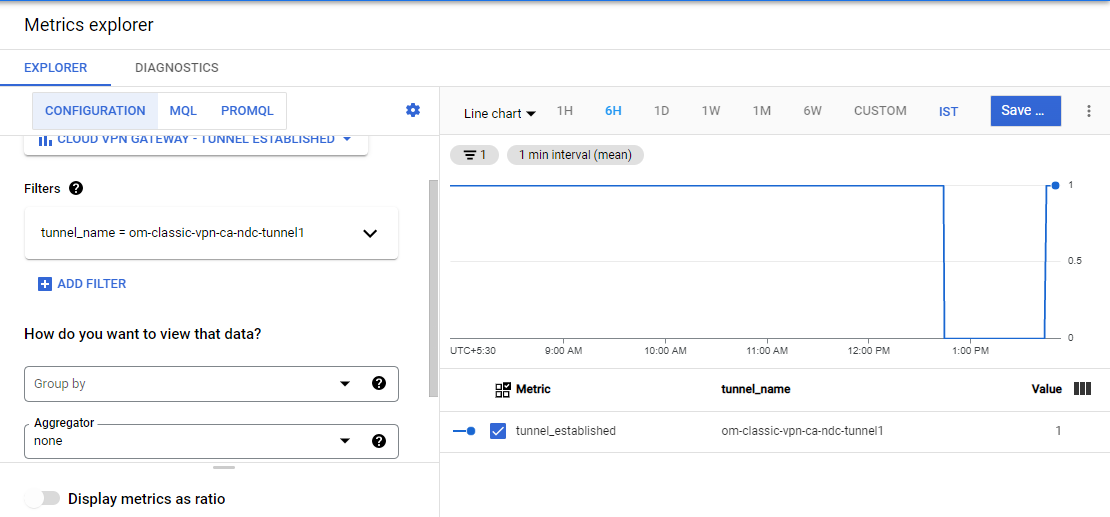 Metrics explorer
EXPLORER DIAGNOSTICS
CONFIGURATION MQL PROMQL
CLOUD VPN GATEWAY - TUNNEL ESTABLISHED
Filters
tunnel_name = om-classic-vpn-ca-ndc-tunnel1
ADD FILTER
How do you want to view that data?
Group by
Aggregator
none
Display metrics as ratio
Line chart 1H 6H 1D 1W 1M 6W CUSTOM IST Save ...
1 1 min interval (mean)
1
0.5
0
UTC+5:30 9:00 AM 10:00 AM 11:00 AM 12:00 PM 1:00 PM
Metric tunnel_name Value
tunnel_established om-classic-vpn-ca-ndc-tunnel1 1